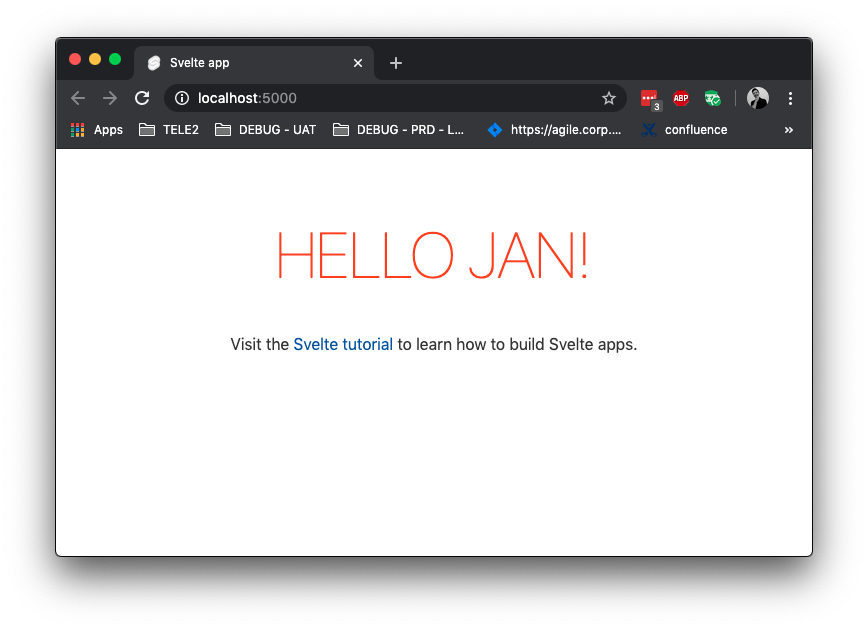 Svelte app
localhost:5000
3
ABP
Apps TELE2 DEBUG - UAT DEBUG - PRD - L... https://agile.corp.... confluence »
HELLO JAN!
Visit the Svelte tutorial to learn how to build Svelte apps.